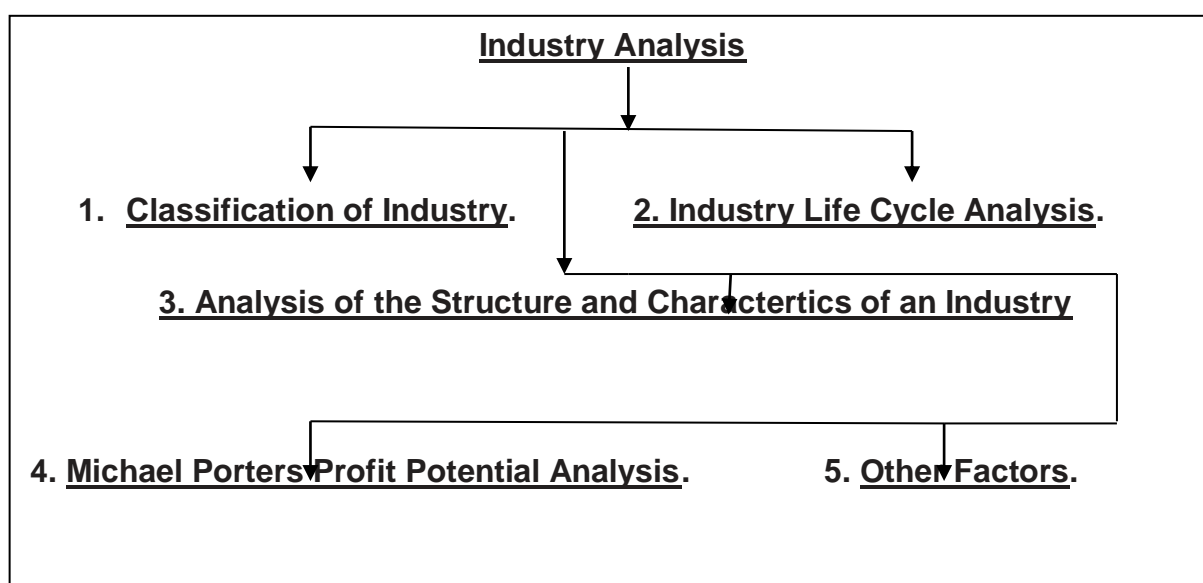 Industry Analysis
1. Classification of Industry.
2. Industry Life Cycle Analysis.
3. Analysis of the Structure and Charactertics of an Industry
4. Michael Porters Profit Potential Analysis.
5. Other Factors.